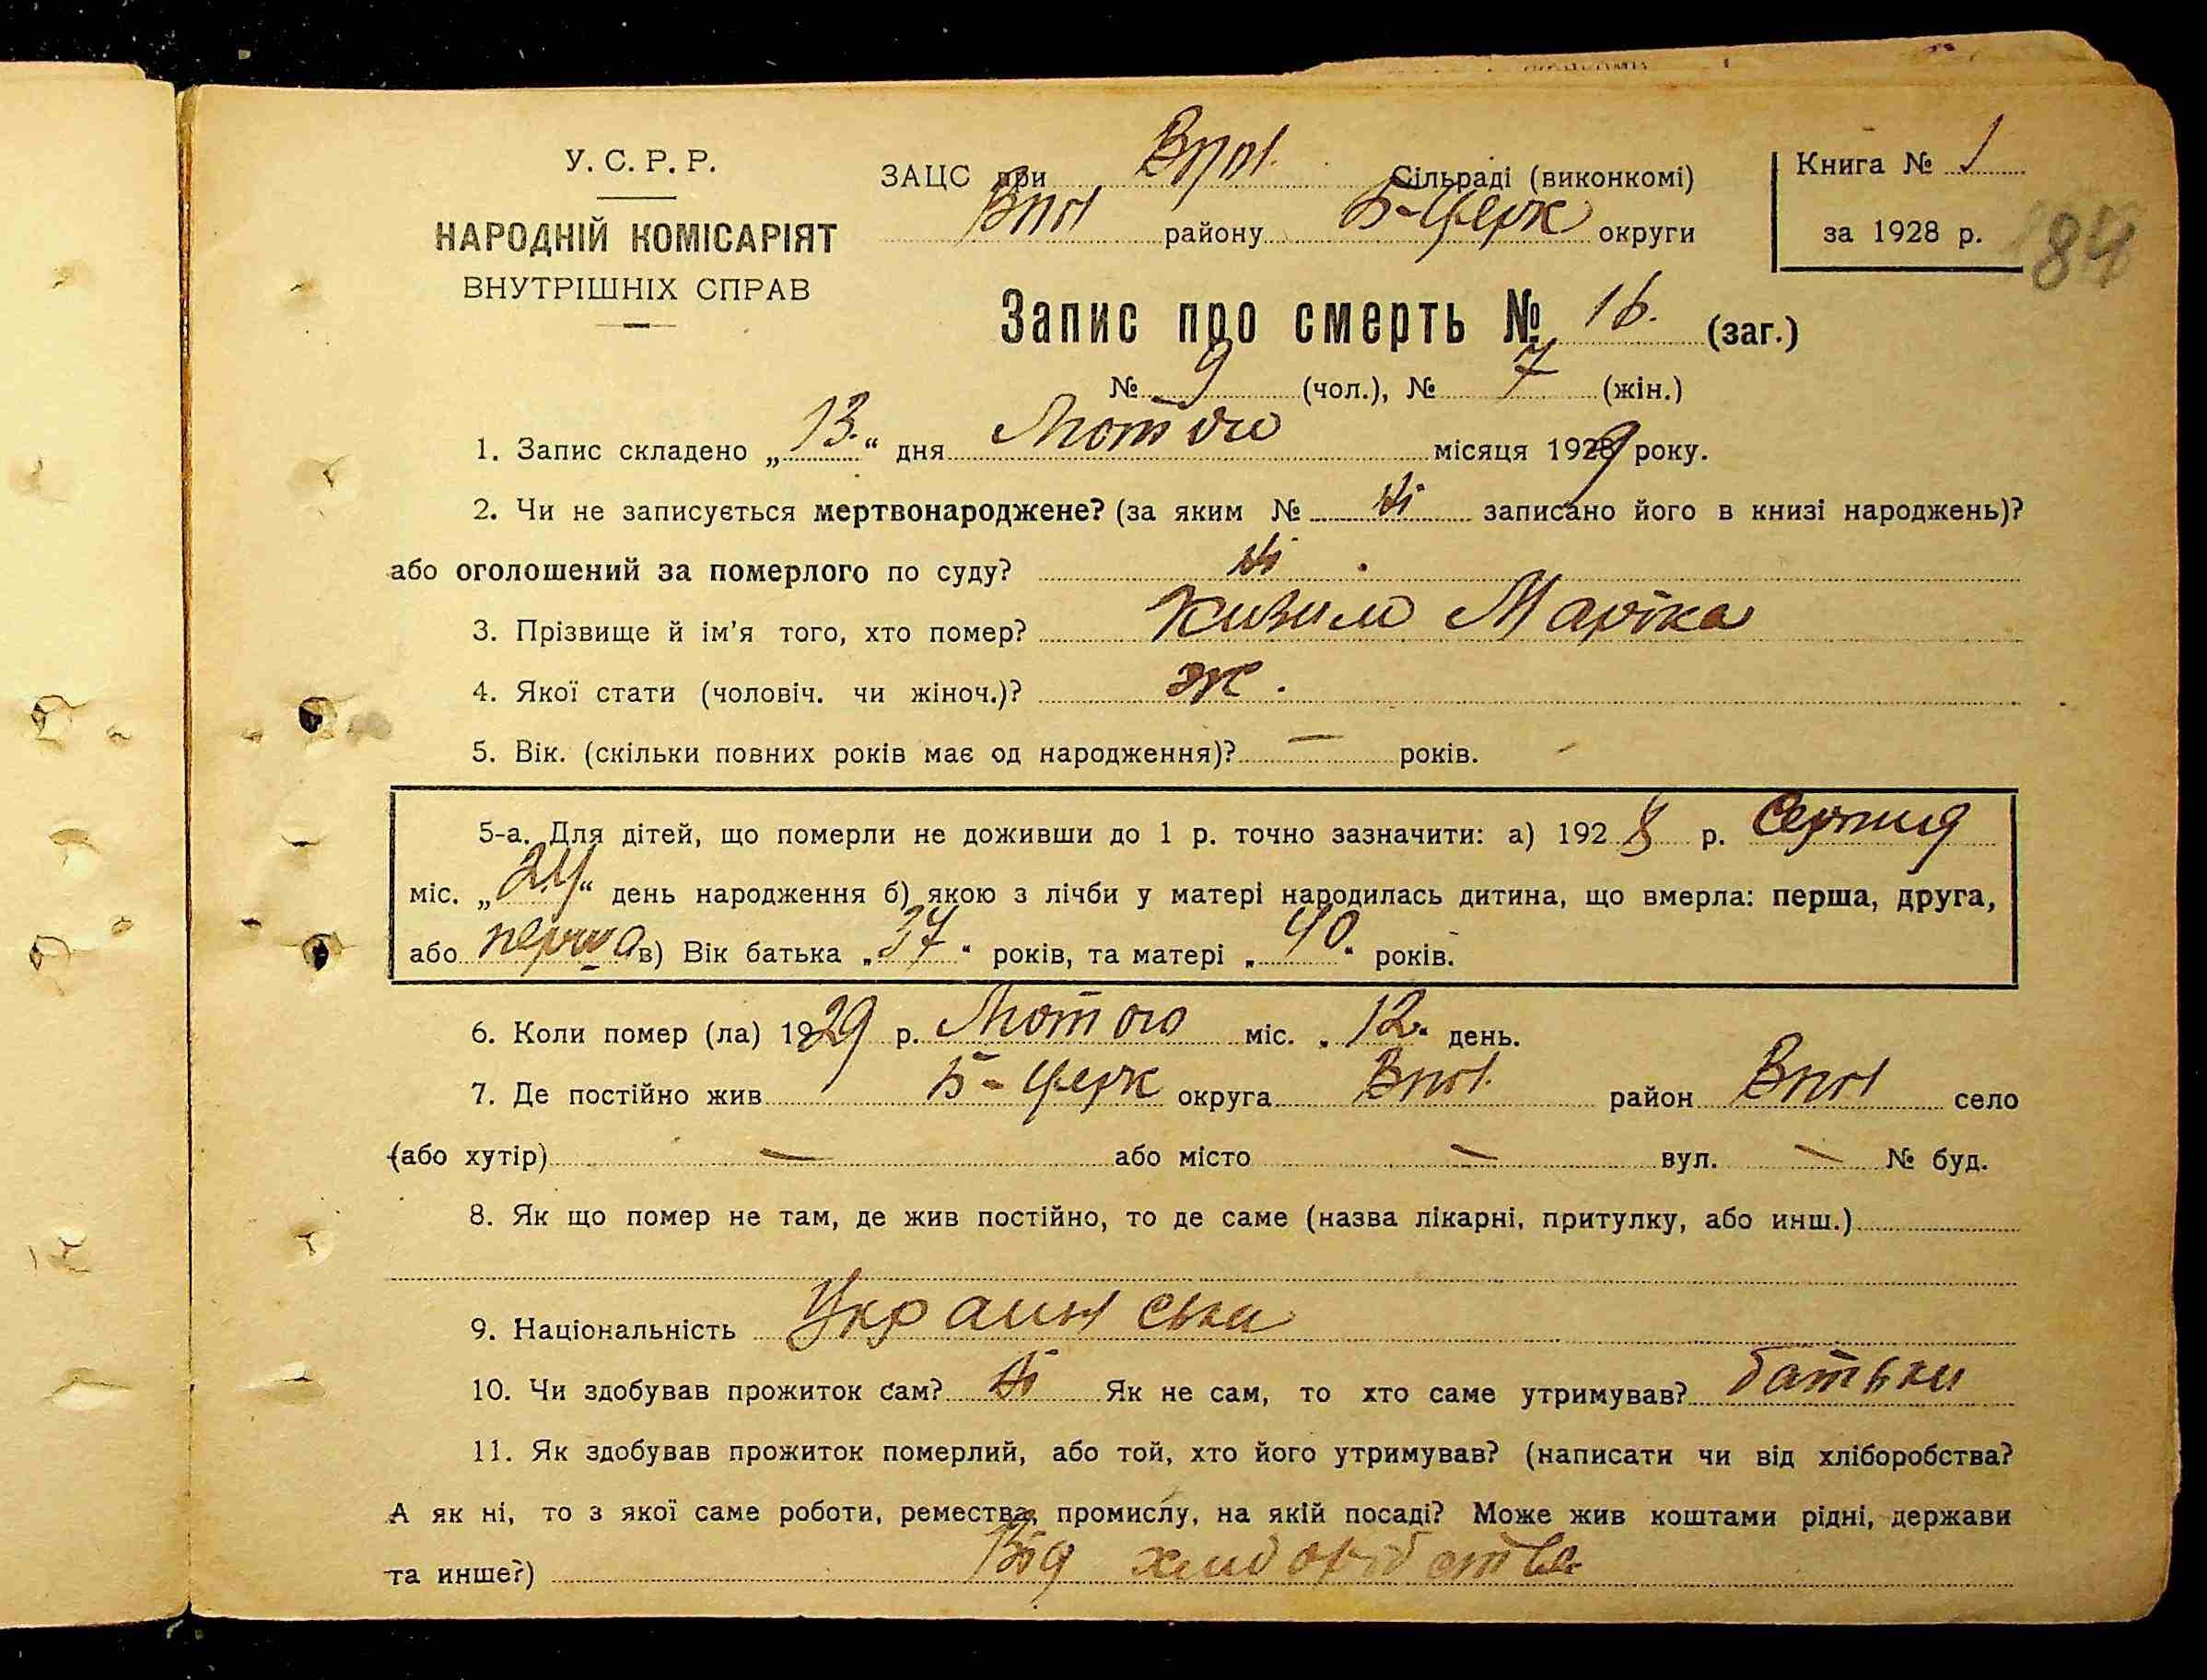 У. С. Р. Р.
НАРОДНІЙ КОМІСАРІЯТ
ВНУТРІШНІХ СПРАВ
ЗАЦС при Сільраді (виконкомі)
району Б-Церк округи
Книга № 1
за 1928 р.
84
Запис про смерть № 16. (заг.)
№ 9 (чол.), № 7 (жін.)
1. Запис складено „13.“ дня Лютого місяця 1929 року.
2. Чи не записується мертвонароджене? (за яким № ні записано його в книзі народжень)?
або оголошений за померлого по суду? ні
3. Прізвище й ім’я того, хто помер? Марійка
4. Якої стати (чоловіч. чи жіноч.)? ж.
5. Вік. (скільки повних років має од народження)? — років.
5-а. Для дітей, що померли не доживши до 1 р. точно зазначити: а) 1928 р. Серпня
міс. „24“ день народження б) якою з лічби у матері народилась дитина, що вмерла: перша, друга,
або перша в) Вік батька „37“ років, та матері „40“ років.
6. Коли помер (ла) 1929 р. Лютого міс. „12“ день.
7. Де постійно жив Б-Церк округа район село
(або хутір) — або місто — вул. — № буд.
8. Як що помер не там, де жив постійно, то де саме (назва лікарні, притулку, або инш.)
9. Національність Украинська
10. Чи здобував прожиток сам? ні Як не сам, то хто саме утримував? батьки
11. Як здобував прожиток померлий, або той, хто його утримував? (написати чи від хліборобства?
А як ні, то з якої саме роботи, ремества, промислу, на якій посаді? Може жив коштами рідні, держави
та инше?) Від хліборобства